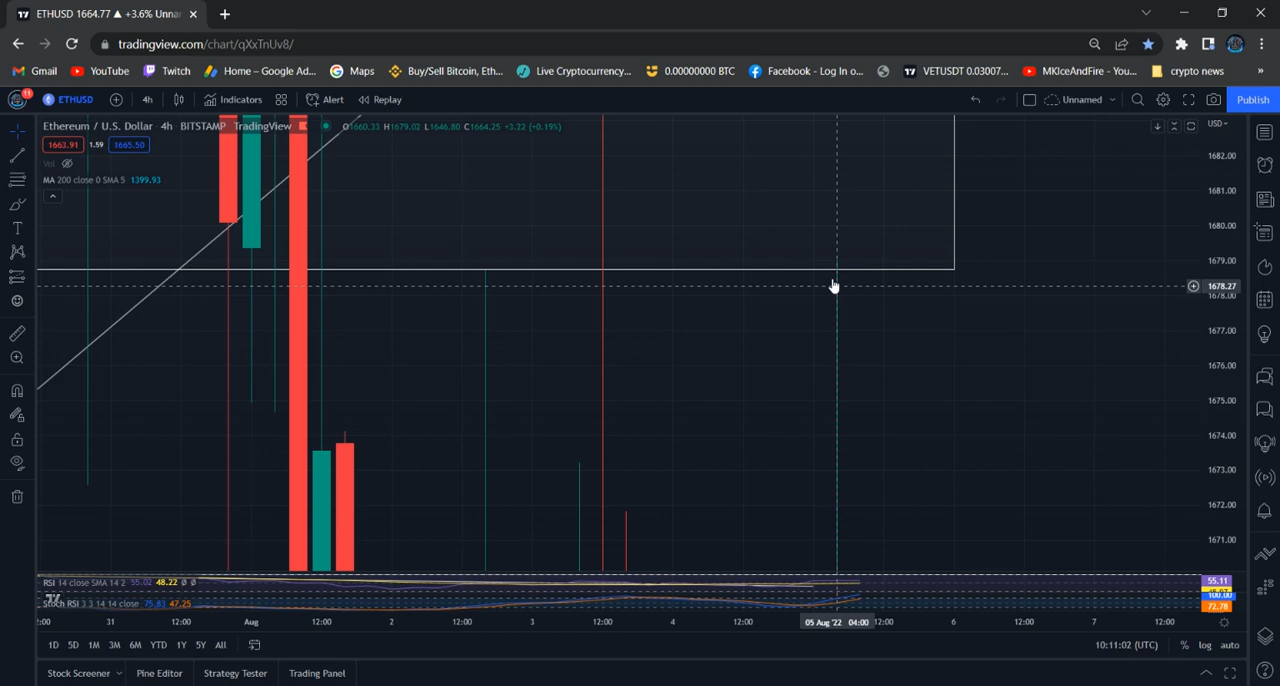 ETHUSD 1664.77 ▲ +3.6% Unna
tradingview.com/chart/qXxTnUv8/
Gmail YouTube Twitch Home – Google Ad... Maps Buy/Sell Bitcoin, Eth... Live Cryptocurrency... 0.00000000 BTC Facebook - Log In o... VETUSDT 0.03007... MKIceAndFire - You... crypto news »
11 ETHUSD 4h Indicators Alert Replay Unnamed Publish
Ethereum / U.S. Dollar 4h BITSTAMP TradingView O1660.33 H1679.02 L1646.80 C1664.25 +3.22 (+0.19%) USD
1663.91 1.59 1665.50
Vol
MA 200 close 0 SMA 5 1399.93
1682.00
1681.00
1680.00
1679.00
1678.27
1678.00
1677.00
1676.00
1675.00
1674.00
1673.00
1672.00
1671.00
RSI 14 close SMA 14 2 55.02 48.22 Ø Ø 55.11
100.00
Stoch RSI 3 3 14 14 close 75.83 47.25 72.78
:00 31 12:00 Aug 12:00 2 12:00 3 12:00 4 12:00 05 Aug '22 04:00 12:00 6 12:00 7 12:00
1D 5D 1M 3M 6M YTD 1Y 5Y All 10:11:02 (UTC) % log auto
Stock Screener Pine Editor Strategy Tester Trading Panel